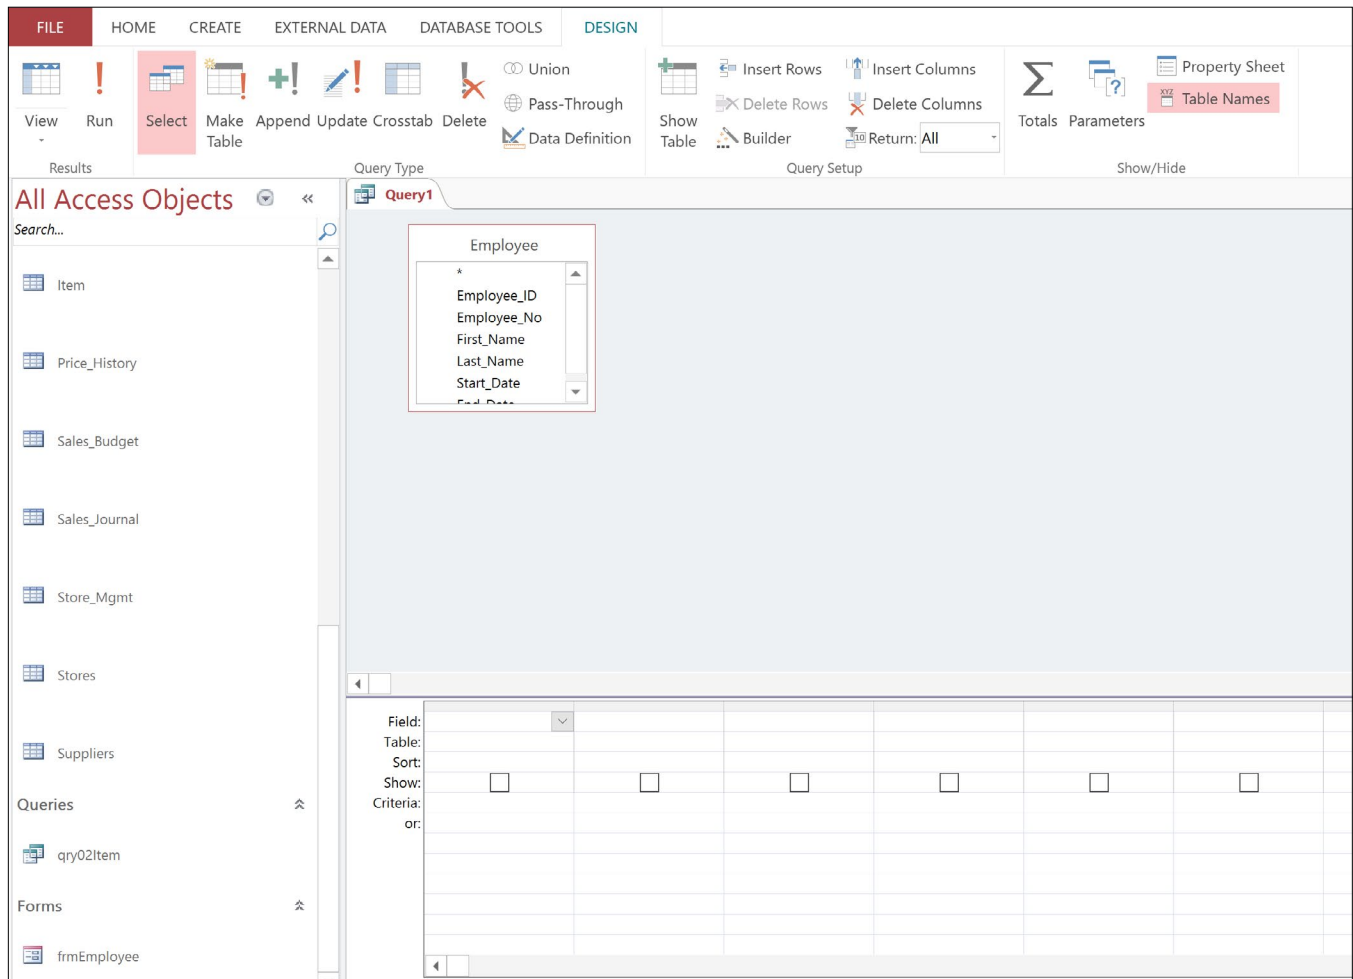 FILE HOME CREATE EXTERNAL DATA DATABASE TOOLS DESIGN
View
Run
Select
Make Table
Append
Update
Crosstab
Delete
Union
Pass-Through
Data Definition
Show Table
Insert Rows
Delete Rows
Builder
Insert Columns
Delete Columns
10 Return: All
Totals
Parameters
Property Sheet
XYZ Table Names
Results
Query Type
Query Setup
Show/Hide
All Access Objects
Search...
Item
Price_History
Sales_Budget
Sales_Journal
Store_Mgmt
Stores
Suppliers
Queries
qry02Item
Forms
frmEmployee
Query1
Employee
*
Employee_ID
Employee_No
First_Name
Last_Name
Start_Date
End_Date
Field:
Table:
Sort:
Show:
Criteria:
or: